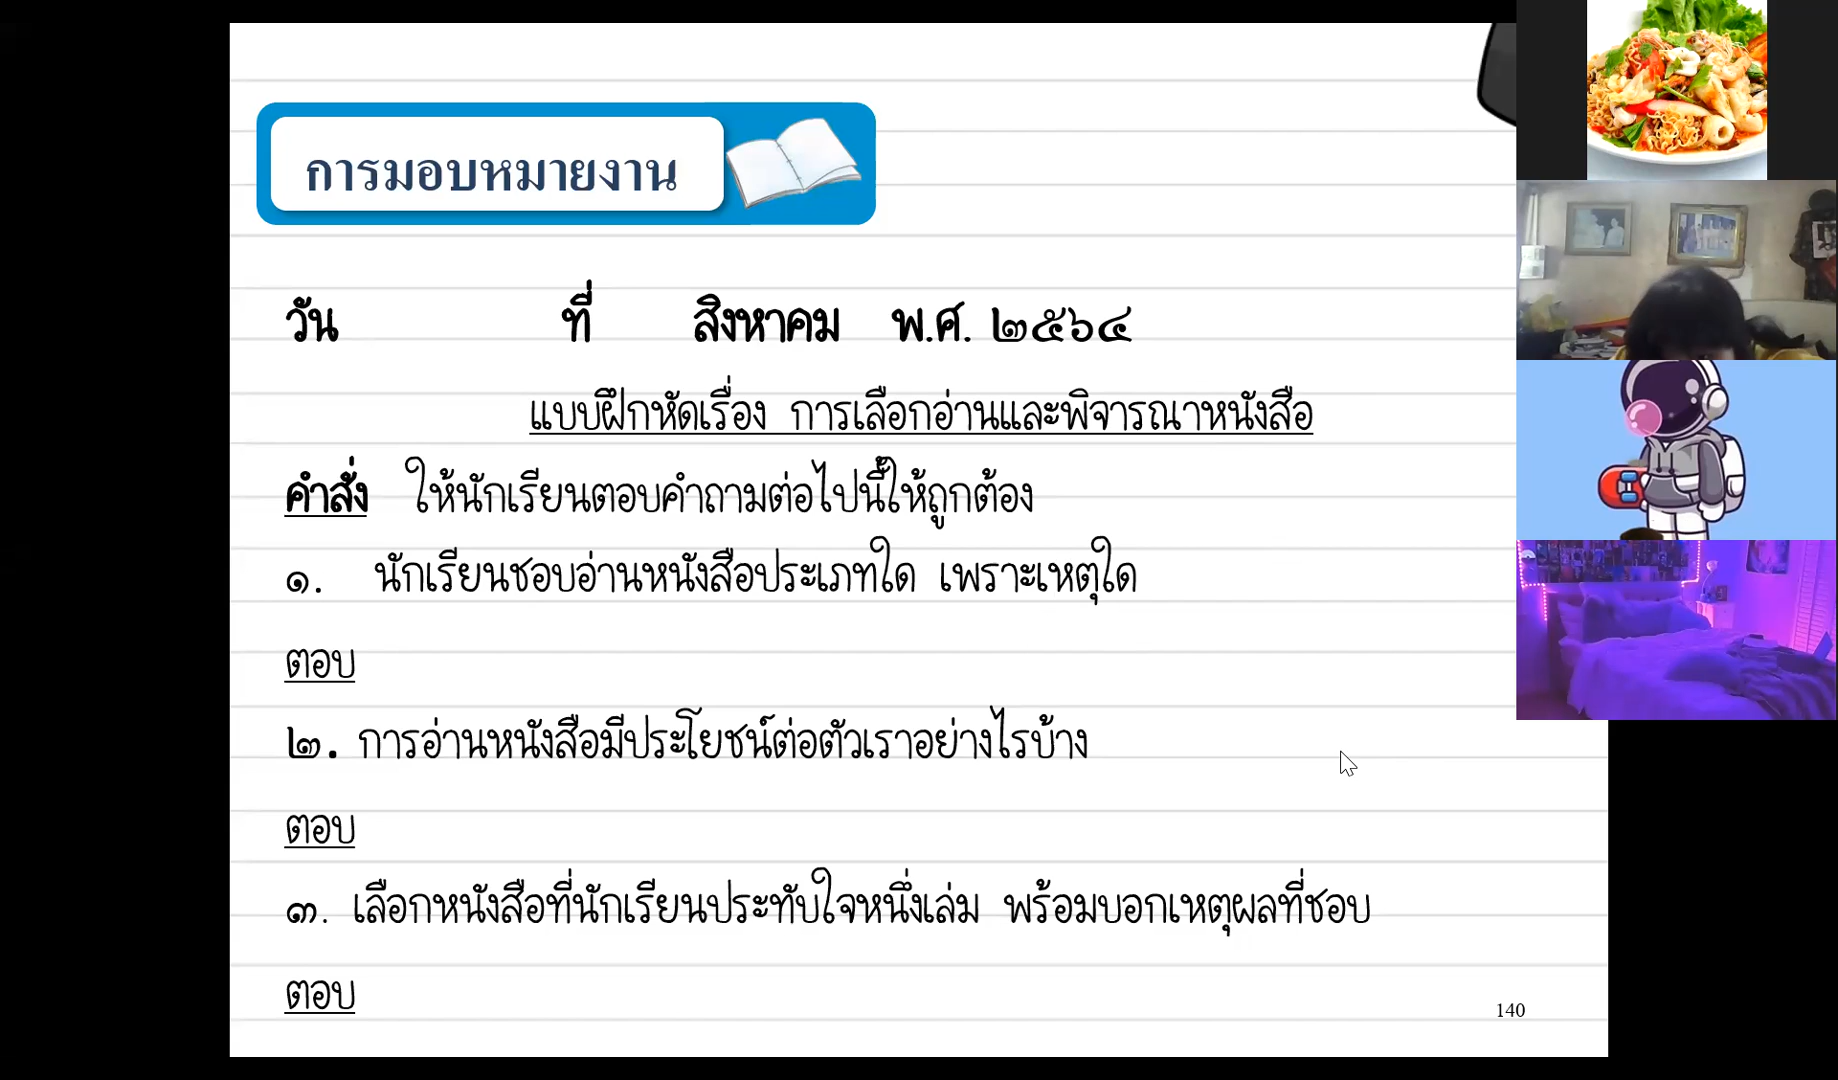 การมอบหมายงาน
วัน ที่ สิงหาคม พ.ศ. ๒๕๖๔
แบบฝึกหัดเรื่อง การเลือกอ่านและพิจารณาหนังสือ
คำสั่ง ให้นักเรียนตอบคำถามต่อไปนี้ให้ถูกต้อง
๑. นักเรียนชอบอ่านหนังสือประเภทใด เพราะเหตุใด
ตอบ
๒. การอ่านหนังสือมีประโยชน์ต่อตัวเราอย่างไรบ้าง
ตอบ
๓. เลือกหนังสือที่นักเรียนประทับใจหนึ่งเล่ม พร้อมบอกเหตุผลที่ชอบ
ตอบ
140